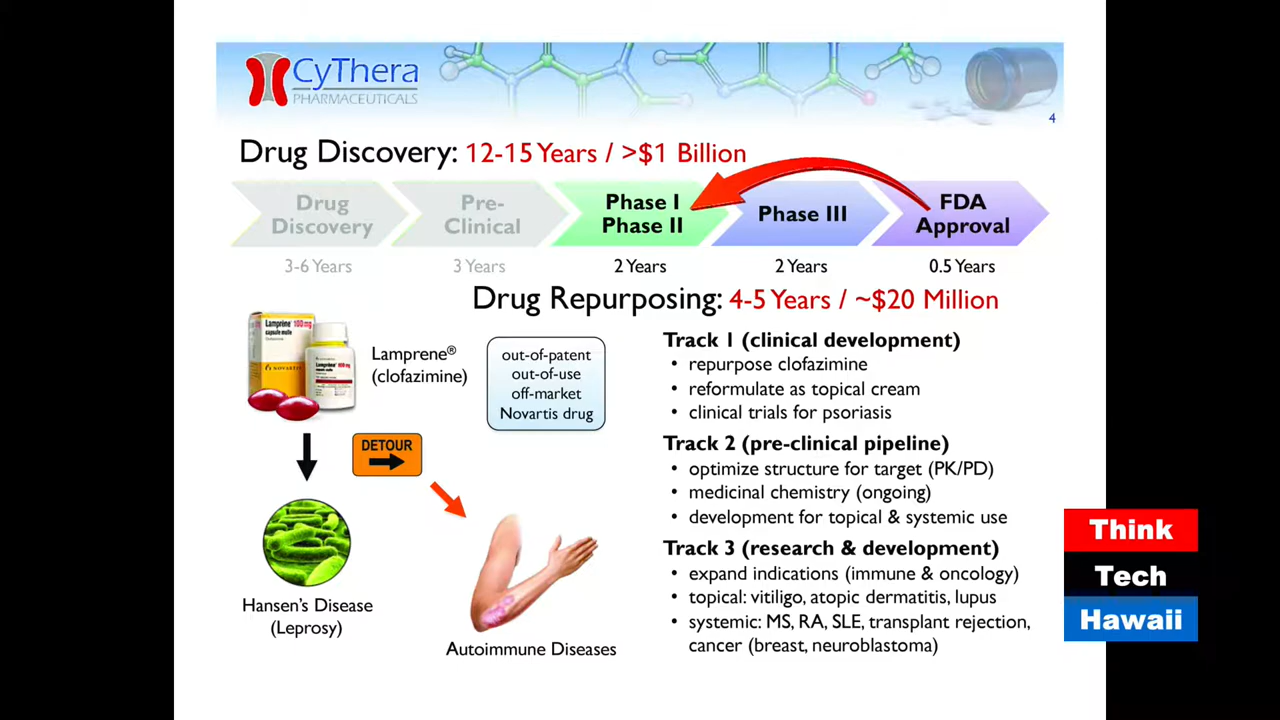 CyThera
PHARMACEUTICALS
4
Drug Discovery: 12-15 Years / >$1 Billion
Drug
Discovery
Pre-
Clinical
Phase I
Phase II
Phase III
FDA
Approval
3-6 Years
3 Years
2 Years
2 Years
0.5 Years
Drug Repurposing: 4-5 Years / ~$20 Million
Lamprène® 100mg
capsule molle
NOVARTIS
Lamprene®
(clofazimine)
out-of-patent
out-of-use
off-market
Novartis drug
DETOUR
Hansen's Disease
(Leprosy)
Autoimmune Diseases
Track 1 (clinical development)
• repurpose clofazimine
• reformulate as topical cream
• clinical trials for psoriasis
Track 2 (pre-clinical pipeline)
• optimize structure for target (PK/PD)
• medicinal chemistry (ongoing)
• development for topical & systemic use
Track 3 (research & development)
• expand indications (immune & oncology)
• topical: vitiligo, atopic dermatitis, lupus
• systemic: MS, RA, SLE, transplant rejection,
cancer (breast, neuroblastoma)
Think
Tech
Hawaii